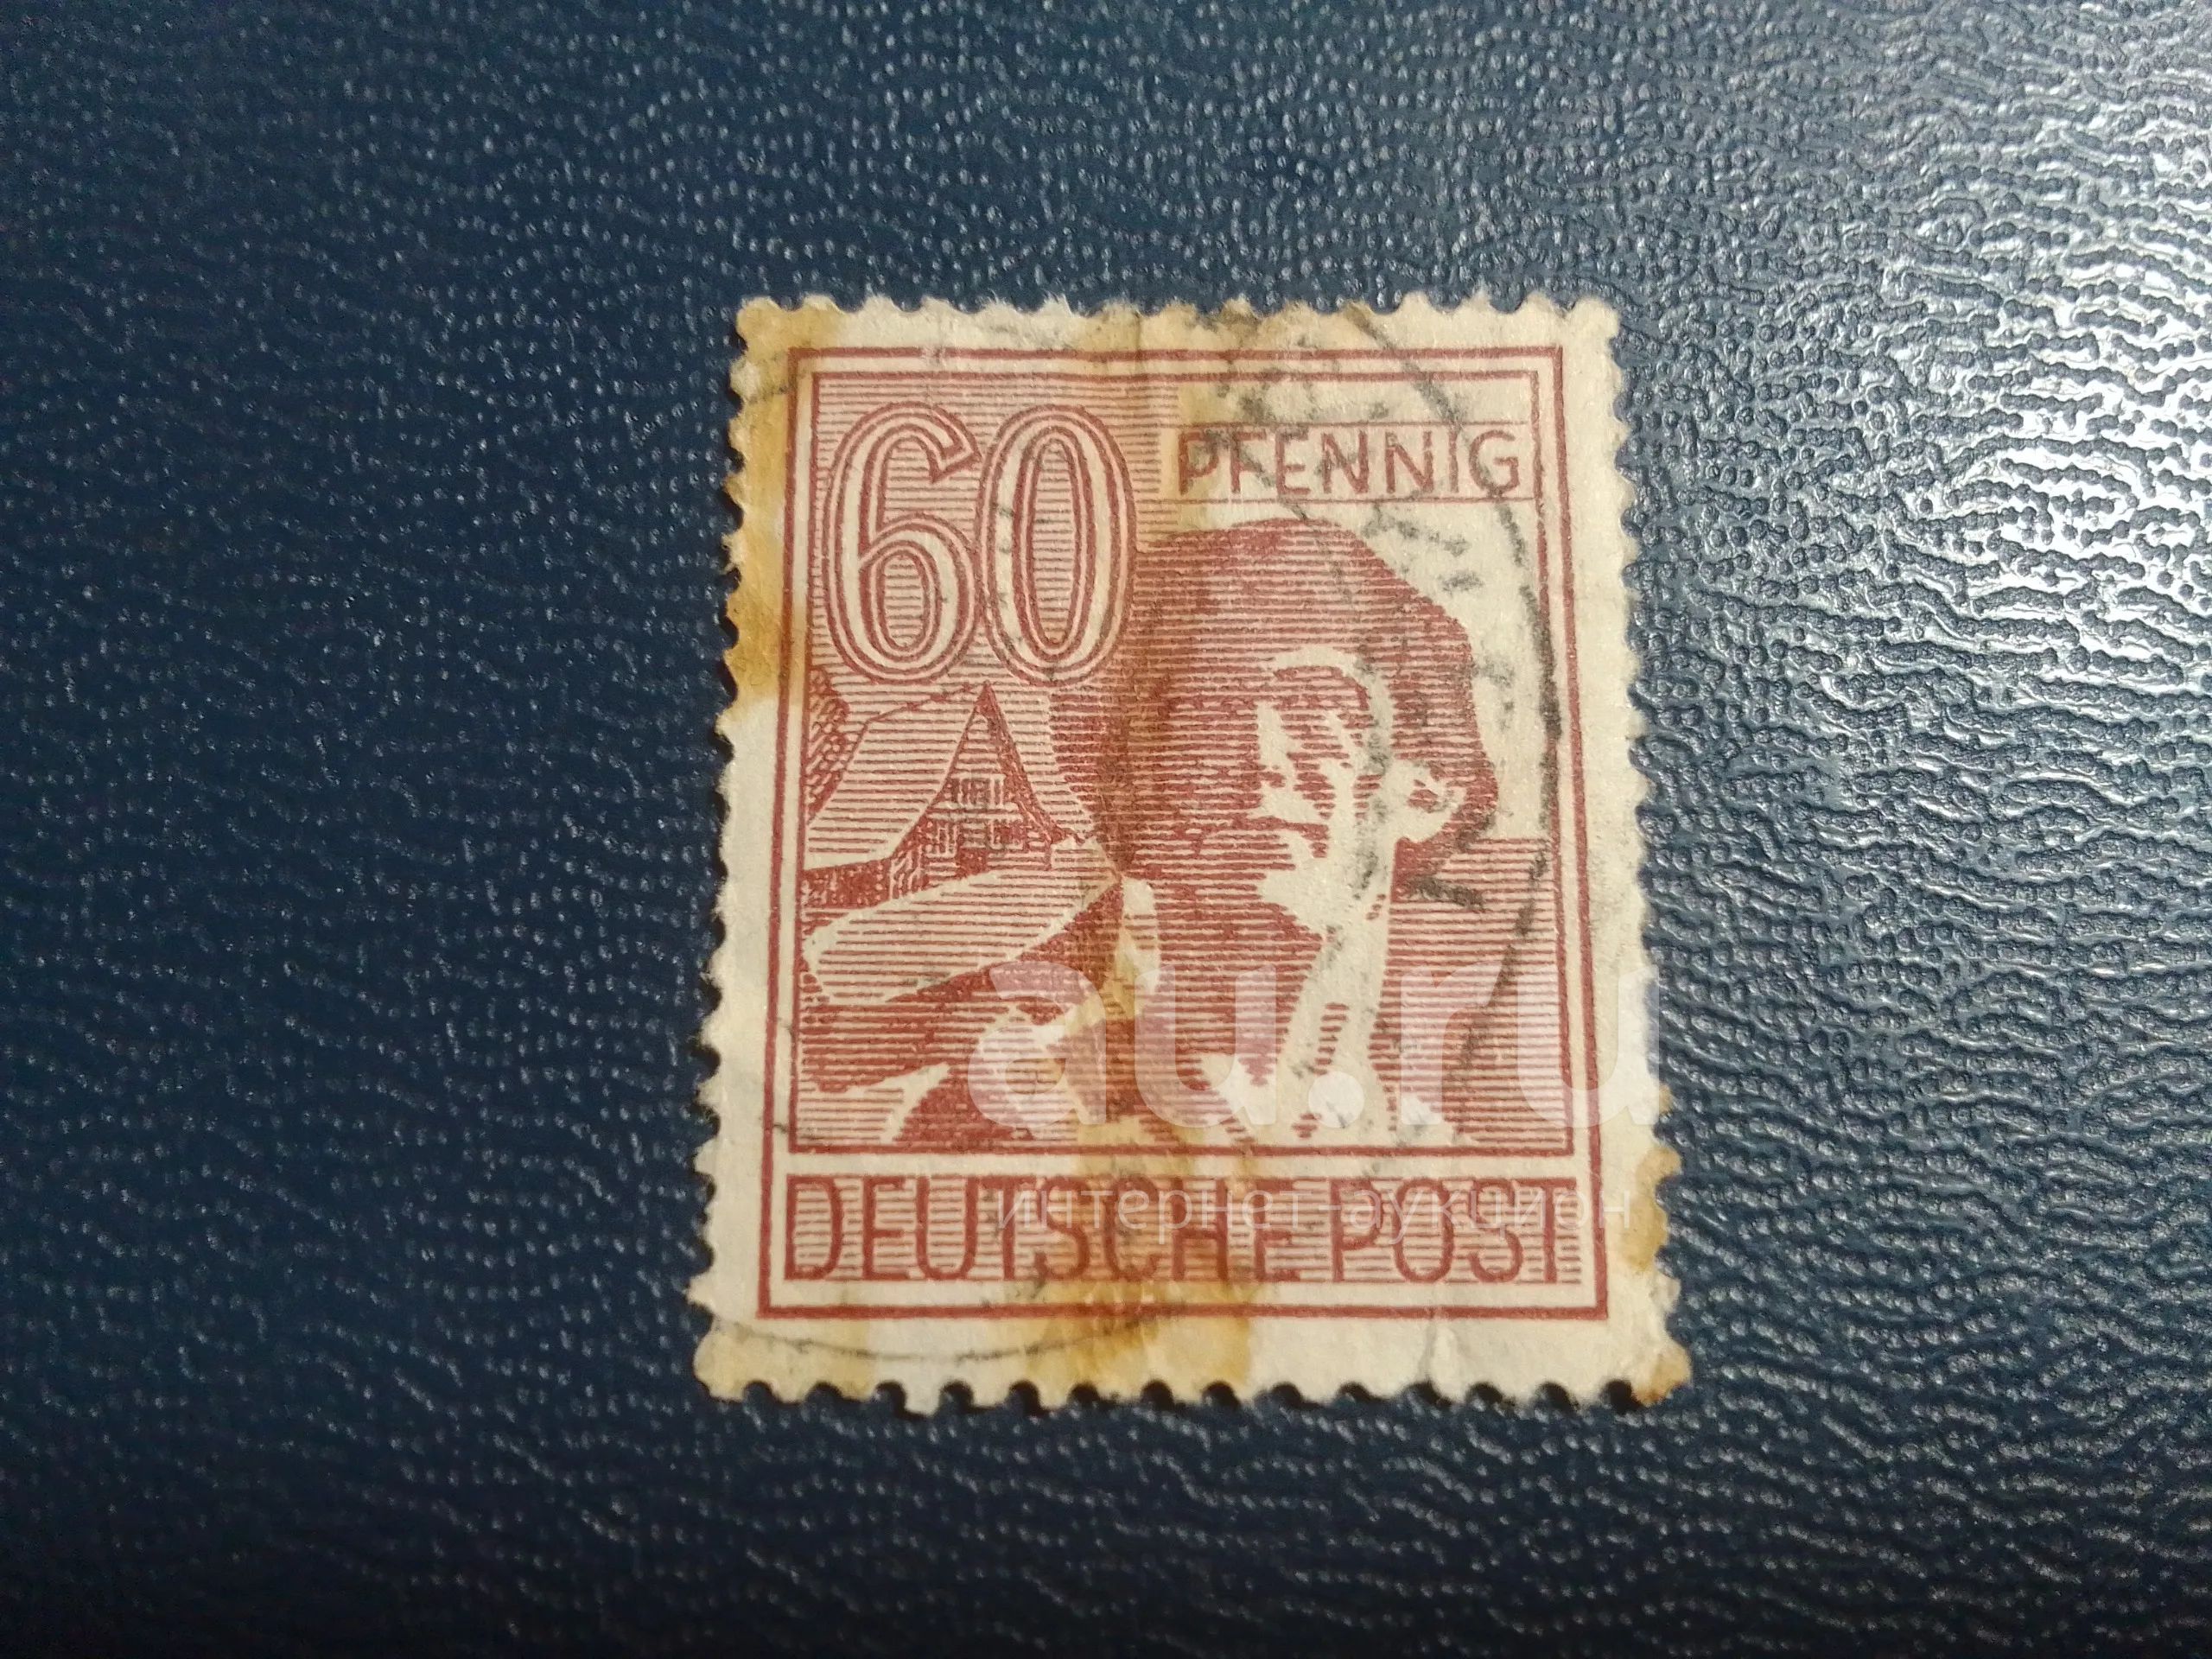 60 PFENNIG
au.ru
интернет-аукцион
DEUTSCHE POST